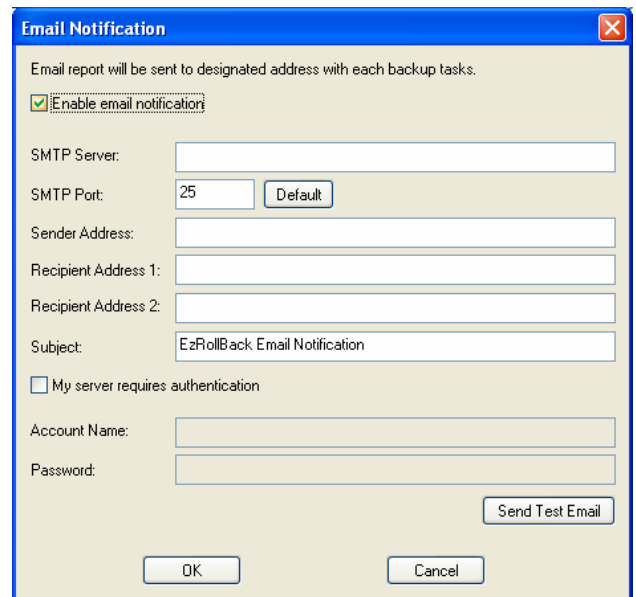 Email Notification
Email report will be sent to designated address with each backup tasks.
Enable email notification
SMTP Server:
SMTP Port: 25 Default
Sender Address:
Recipient Address 1:
Recipient Address 2:
Subject: EzRollBack Email Notification
My server requires authentication
Account Name:
Password:
Send Test Email
OK Cancel